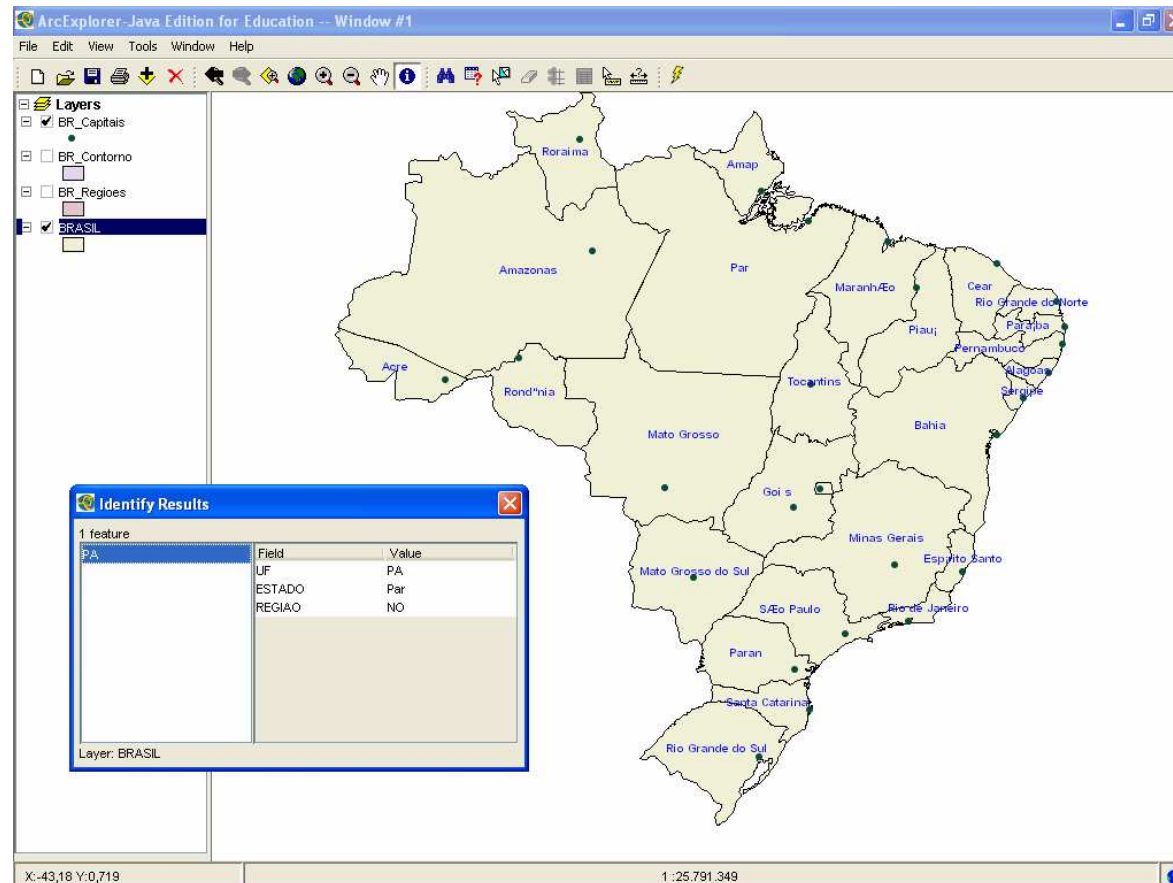 ArcExplorer-Java Edition for Education -- Window #1
File Edit View Tools Window Help
Layers
BR_Capitais
BR_Contorno
BR_Regioes
BRASIL
Roraima
Amap
Amazonas
Par
MaranhÆo
Cear
Rio Grande do Norte
Piau¡
Para¡ba
Pernambuco
Acre
Alagoas
Rond"nia
Tocantins
Sergipe
Mato Grosso
Bahia
Goi s
Minas Gerais
Esp¡rito Santo
Mato Grosso do Sul
SÆo Paulo
Rio de Janeiro
Paran
Santa Catarina
Rio Grande do Sul
Identify Results
1 feature
PA
Field Value
UF PA
ESTADO Par
REGIAO NO
Layer: BRASIL
X:-43,18 Y:0,719
1 :25.791.349